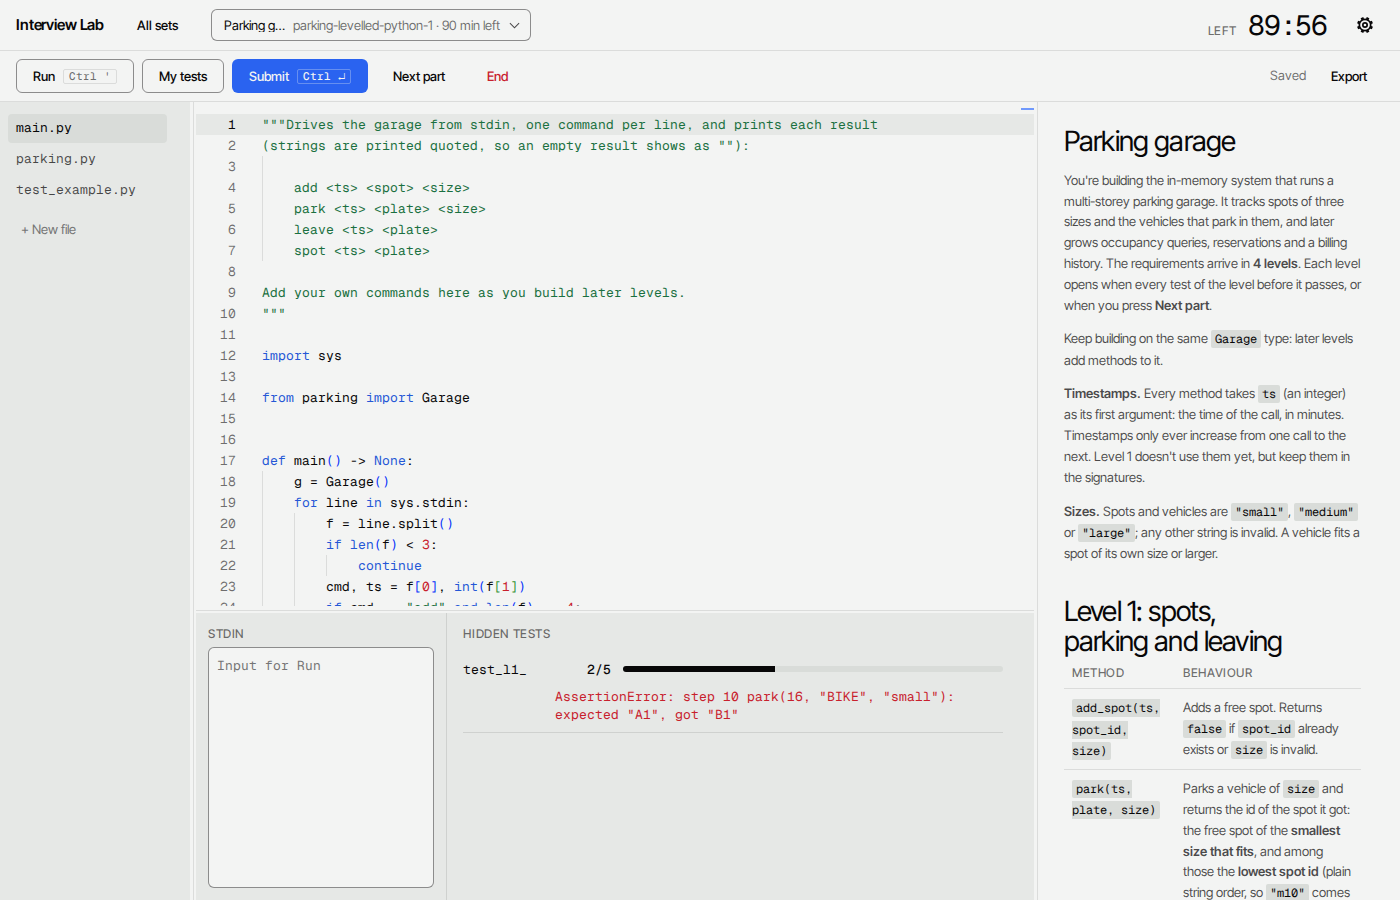 Interview Lab
All sets
Parking g... parking-levelled-python-1 · 90 min left
LEFT 89:56
Run Ctrl '
My tests
Submit Ctrl ↵
Next part
End
Saved
Export
main.py
parking.py
test_example.py
+ New file
1 """Drives the garage from stdin, one command per line, and prints each result
2 (strings are printed quoted, so an empty result shows as ""):
3
4 add <ts> <spot> <size>
5 park <ts> <plate> <size>
6 leave <ts> <plate>
7 spot <ts> <plate>
8
9 Add your own commands here as you build later levels.
10 """
11
12 import sys
13
14 from parking import Garage
15
16
17 def main() -> None:
18 g = Garage()
19 for line in sys.stdin:
20 f = line.split()
21 if len(f) < 3:
22 continue
23 cmd, ts = f[0], int(f[1])
STDIN
Input for Run
HIDDEN TESTS
test_l1_ 2/5
AssertionError: step 10 park(16, "BIKE", "small"):
expected "A1", got "B1"
Parking garage
You're building the in-memory system that runs a
multi-storey parking garage. It tracks spots of three
sizes and the vehicles that park in them, and later
grows occupancy queries, reservations and a billing
history. The requirements arrive in 4 levels. Each level
opens when every test of the level before it passes, or
when you press Next part.
Keep building on the same Garage type: later levels
add methods to it.
Timestamps. Every method takes ts (an integer)
as its first argument: the time of the call, in minutes.
Timestamps only ever increase from one call to the
next. Level 1 doesn't use them yet, but keep them in
the signatures.
Sizes. Spots and vehicles are "small", "medium"
or "large"; any other string is invalid. A vehicle fits a
spot of its own size or larger.
Level 1: spots,
parking and leaving
METHOD BEHAVIOUR
add_spot(ts,
spot_id,
size)
Adds a free spot. Returns
false if spot_id already
exists or size is invalid.
park(ts,
plate, size)
Parks a vehicle of size and
returns the id of the spot it got:
the free spot of the smallest
size that fits, and among
those the lowest spot id (plain
string order, so "m10" comes